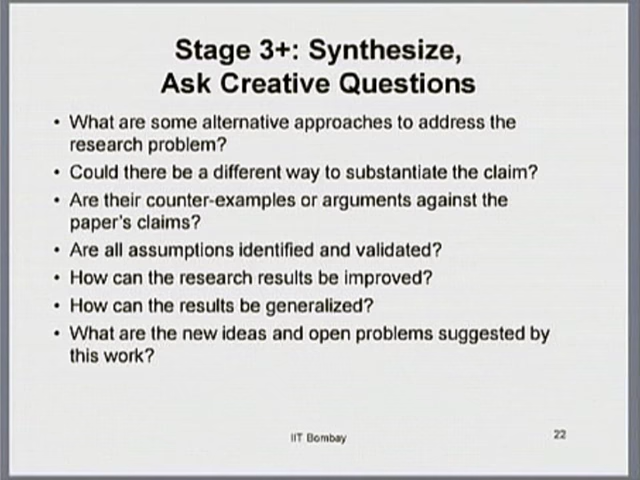 Stage 3+: Synthesize,
Ask Creative Questions
• What are some alternative approaches to address the
research problem?
• Could there be a different way to substantiate the claim?
• Are their counter-examples or arguments against the
paper's claims?
• Are all assumptions identified and validated?
• How can the research results be improved?
• How can the results be generalized?
• What are the new ideas and open problems suggested by
this work?
IIT Bombay
22